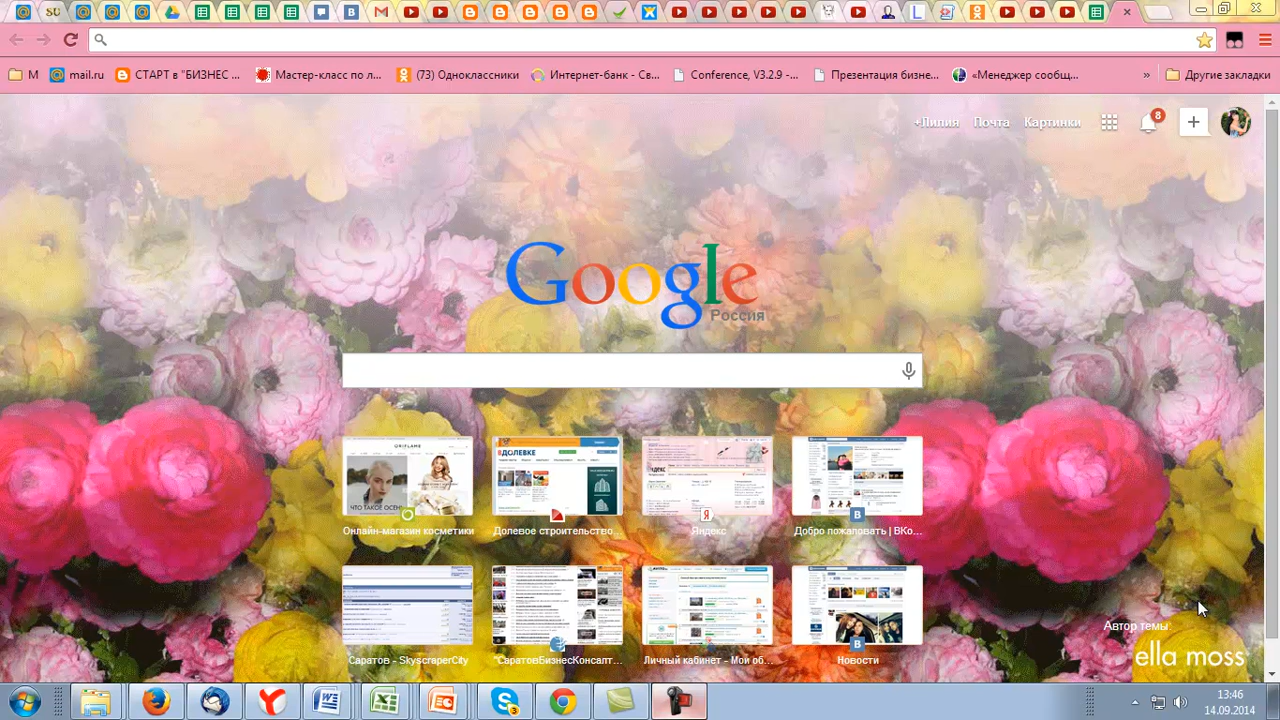 М
mail.ru
СТАРТ в "БИЗНЕС ...
Мастер-класс по л...
(73) Одноклассники
Интернет-банк - Св...
Conference, V3.2.9 -...
Презентация бизне...
«Менеджер сообщ...
»
Другие закладки
+Лилия
Почта
Картинки
8
Google
Россия
ORIFLAME
ВДОЛЕВКЕ
Онлайн-магазин косметики
Долевое строительство...
Яндекс
Добро пожаловать | ВКо...
Саратов - SkyscraperCity
"СаратовБизнесКонсалт...
Личный кабинет - Мои об...
Новости
Автор темы
ella moss
13:46
14.09.2014